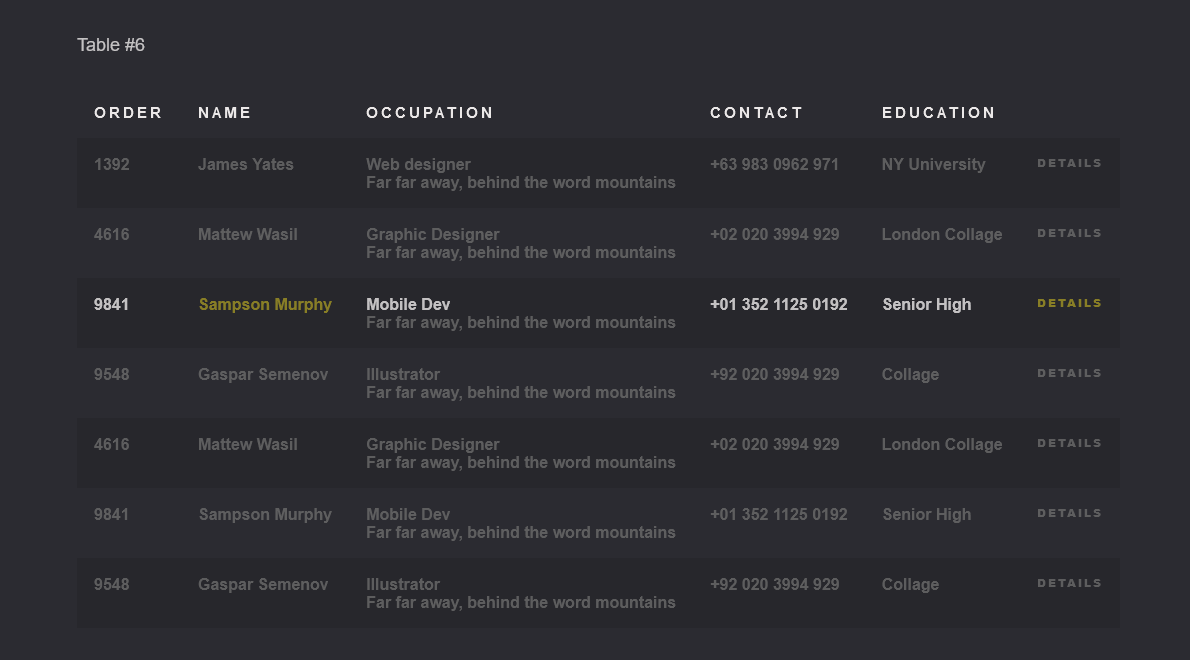 Table #6
ORDER NAME OCCUPATION CONTACT EDUCATION
1392 James Yates Web designer +63 983 0962 971 NY University DETAILS
Far far away, behind the word mountains
4616 Mattew Wasil Graphic Designer +02 020 3994 929 London Collage DETAILS
Far far away, behind the word mountains
9841 Sampson Murphy Mobile Dev +01 352 1125 0192 Senior High DETAILS
Far far away, behind the word mountains
9548 Gaspar Semenov Illustrator +92 020 3994 929 Collage DETAILS
Far far away, behind the word mountains
4616 Mattew Wasil Graphic Designer +02 020 3994 929 London Collage DETAILS
Far far away, behind the word mountains
9841 Sampson Murphy Mobile Dev +01 352 1125 0192 Senior High DETAILS
Far far away, behind the word mountains
9548 Gaspar Semenov Illustrator +92 020 3994 929 Collage DETAILS
Far far away, behind the word mountains